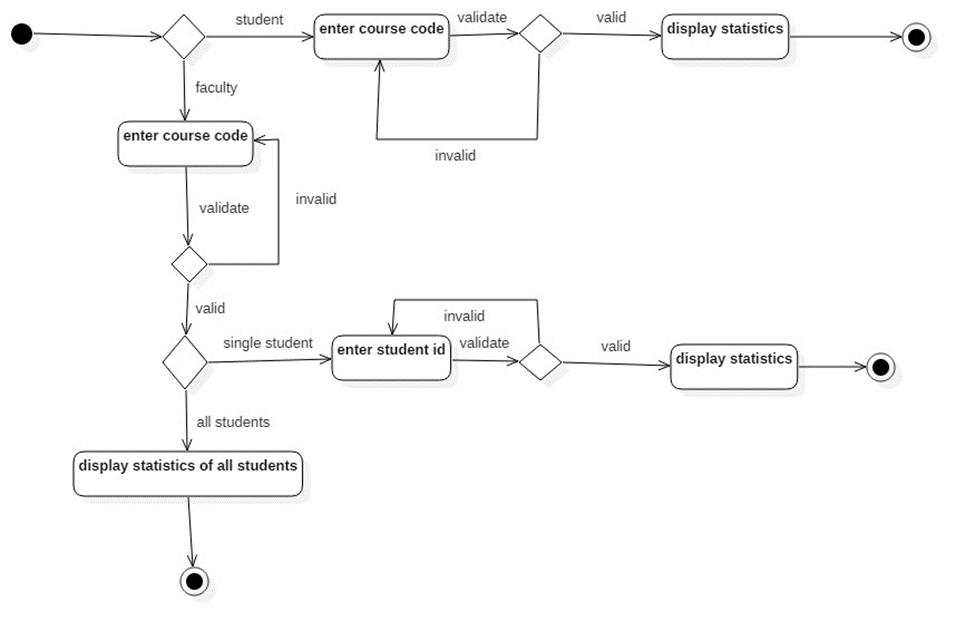 student
enter course code
validate
valid
display statistics
faculty
invalid
enter course code
validate
invalid
valid
single student
enter student id
invalid
validate
valid
display statistics
all students
display statistics of all students